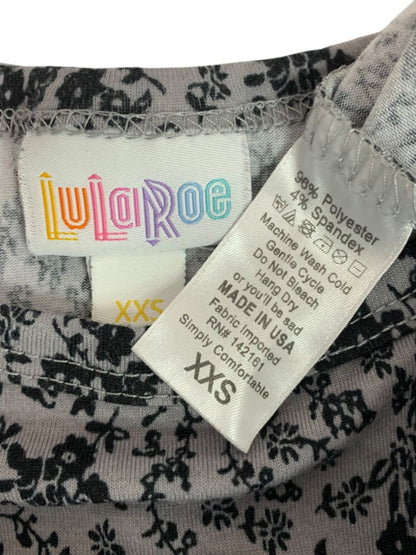 LuLaRoe
XXS
96% Polyester
4% Spandex
Machine Wash Cold
Gentle Cycle
Do Not Bleach
Hang Dry
or you'll be sad
MADE IN USA
Fabric Imported
RN# 142161
Simply Comfortable
XXS